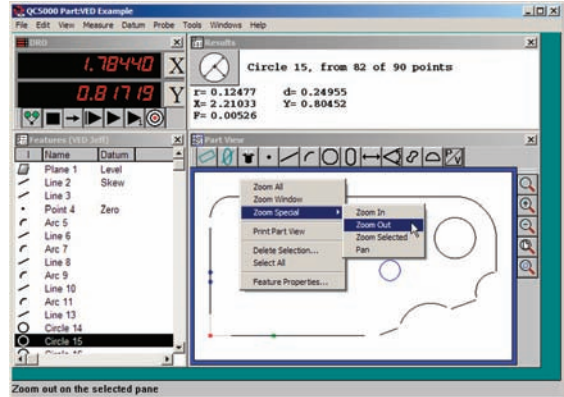 QC5000 Part:VED Example
File Edit View Measure Datum Probe Tools Windows Help
DRO
1.78440 X
0.81719 Y
Results
Circle 15, from 82 of 90 points
r= 0.12477 d= 0.24955
X= 2.21033 Y= 0.80452
F= 0.00526
Features (VED Jeff)
Name Datum
Plane 1 Level
Line 2 Skew
Line 3
Point 4 Zero
Arc 5
Line 6
Arc 7
Line 8
Arc 9
Line 10
Arc 11
Line 13
Circle 14
Circle 15
Circle 16
Part View
Zoom All
Zoom Window
Zoom Special
Print Part View
Delete Selection...
Select All
Feature Properties...
Zoom In
Zoom Out
Zoom Selected
Pan
Zoom out on the selected pane